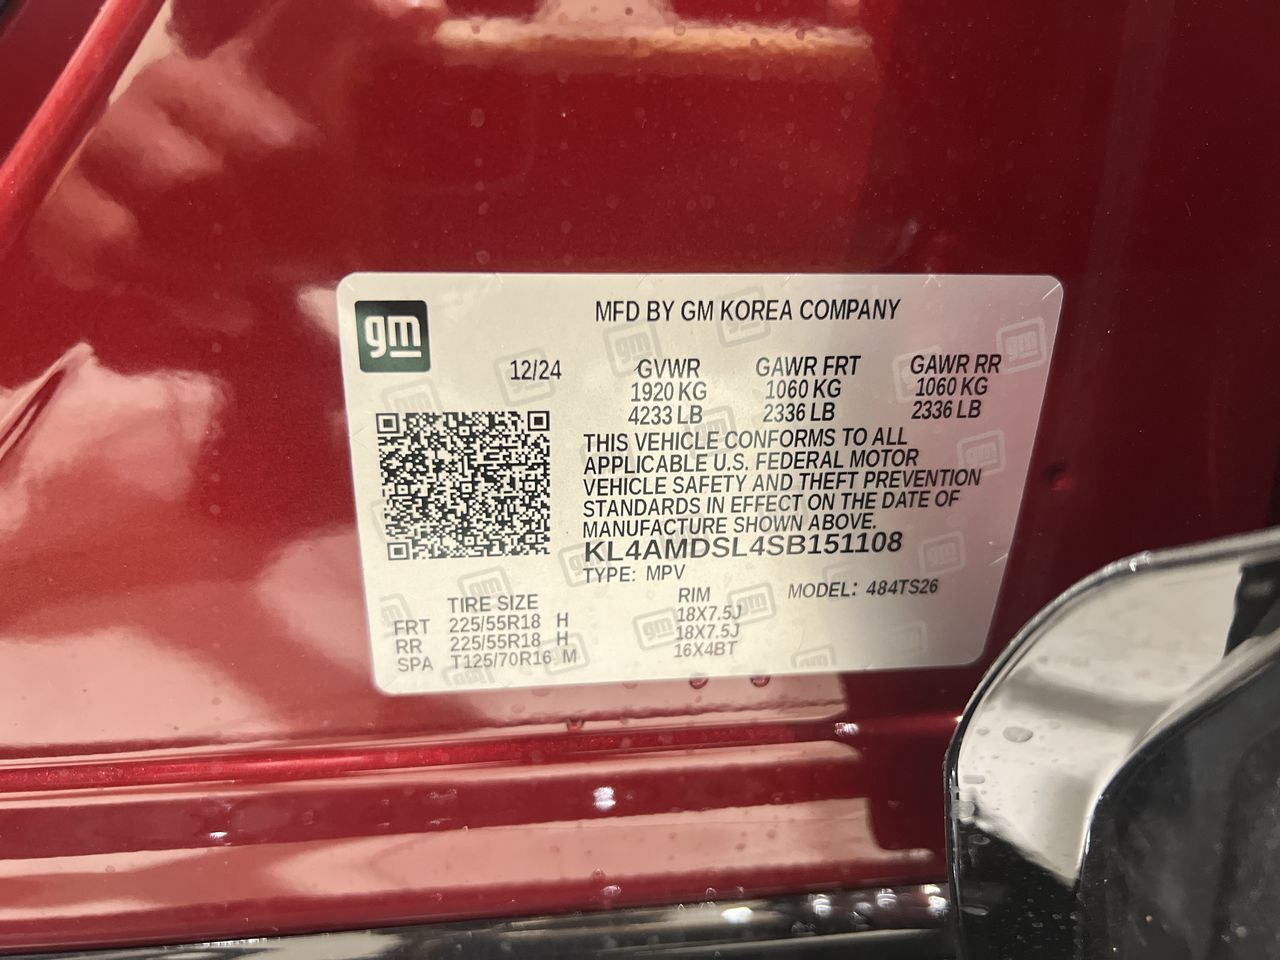 gm
MFD BY GM KOREA COMPANY
12/24 GVWR GAWR FRT GAWR RR
1920 KG 1060 KG 1060 KG
4233 LB 2336 LB 2336 LB
THIS VEHICLE CONFORMS TO ALL
APPLICABLE U.S. FEDERAL MOTOR
VEHICLE SAFETY AND THEFT PREVENTION
STANDARDS IN EFFECT ON THE DATE OF
MANUFACTURE SHOWN ABOVE.
KL4AMDSL4SB151108
TYPE: MPV MODEL: 484TS26
TIRE SIZE RIM
FRT 225/55R18 H 18X7.5J
RR 225/55R18 H 18X7.5J
SPA T125/70R16 M 16X4BT